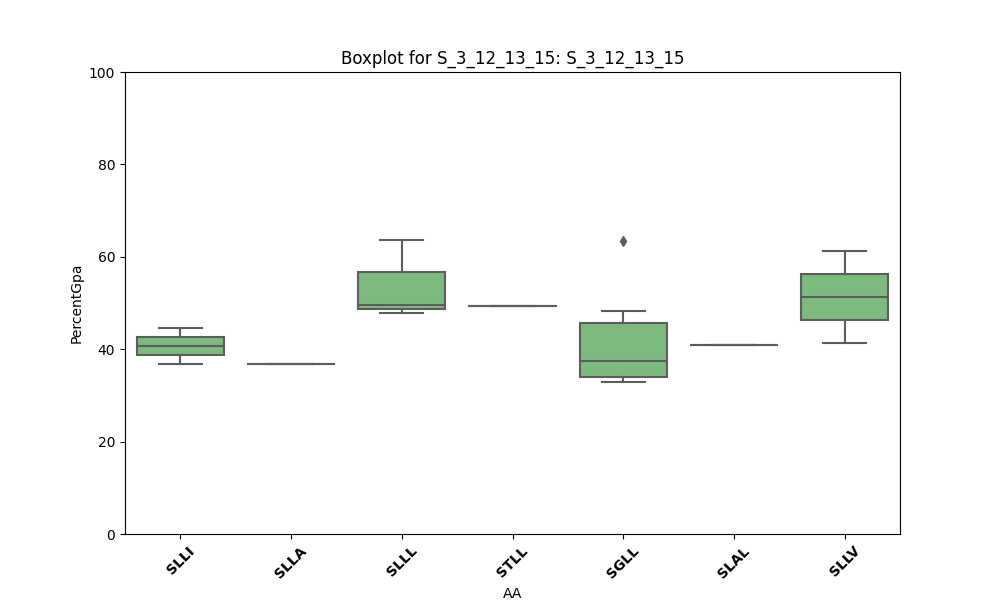 Boxplot for S_3_12_13_15: S_3_12_13_15
100
80
60
40
20
0
PercentGpa
SLLI
SLLA
SLLL
STLL
SGLL
SLAL
SLLV
AA